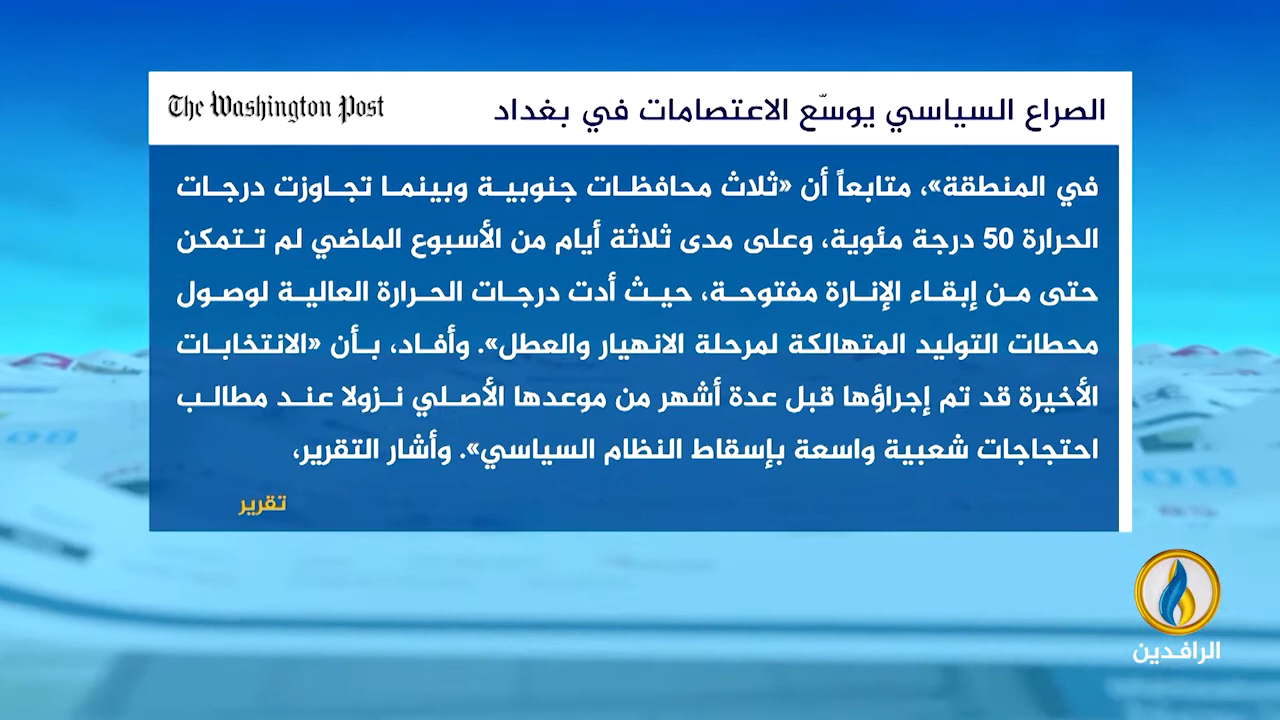 الصراع السياسي يوسّع الاعتصامات في بغداد
The Washington Post
في المنطقة»، متابعاً أن «ثلاث محافظات جنوبية وبينما تجاوزت درجات
الحرارة 50 درجة مئوية، وعلى مدى ثلاثة أيام من الأسبوع الماضي لم تتمكن
حتى من إبقاء الإنارة مفتوحة، حيث أدت درجات الحرارة العالية لوصول
محطات التوليد المتهالكة لمرحلة الانهيار والعطل». وأفاد، بأن «الانتخابات
الأخيرة قد تم إجراؤها قبل عدة أشهر من موعدها الأصلي نزولا عند مطالب
احتجاجات شعبية واسعة بإسقاط النظام السياسي». وأشار التقرير،
تقرير
الرافدين